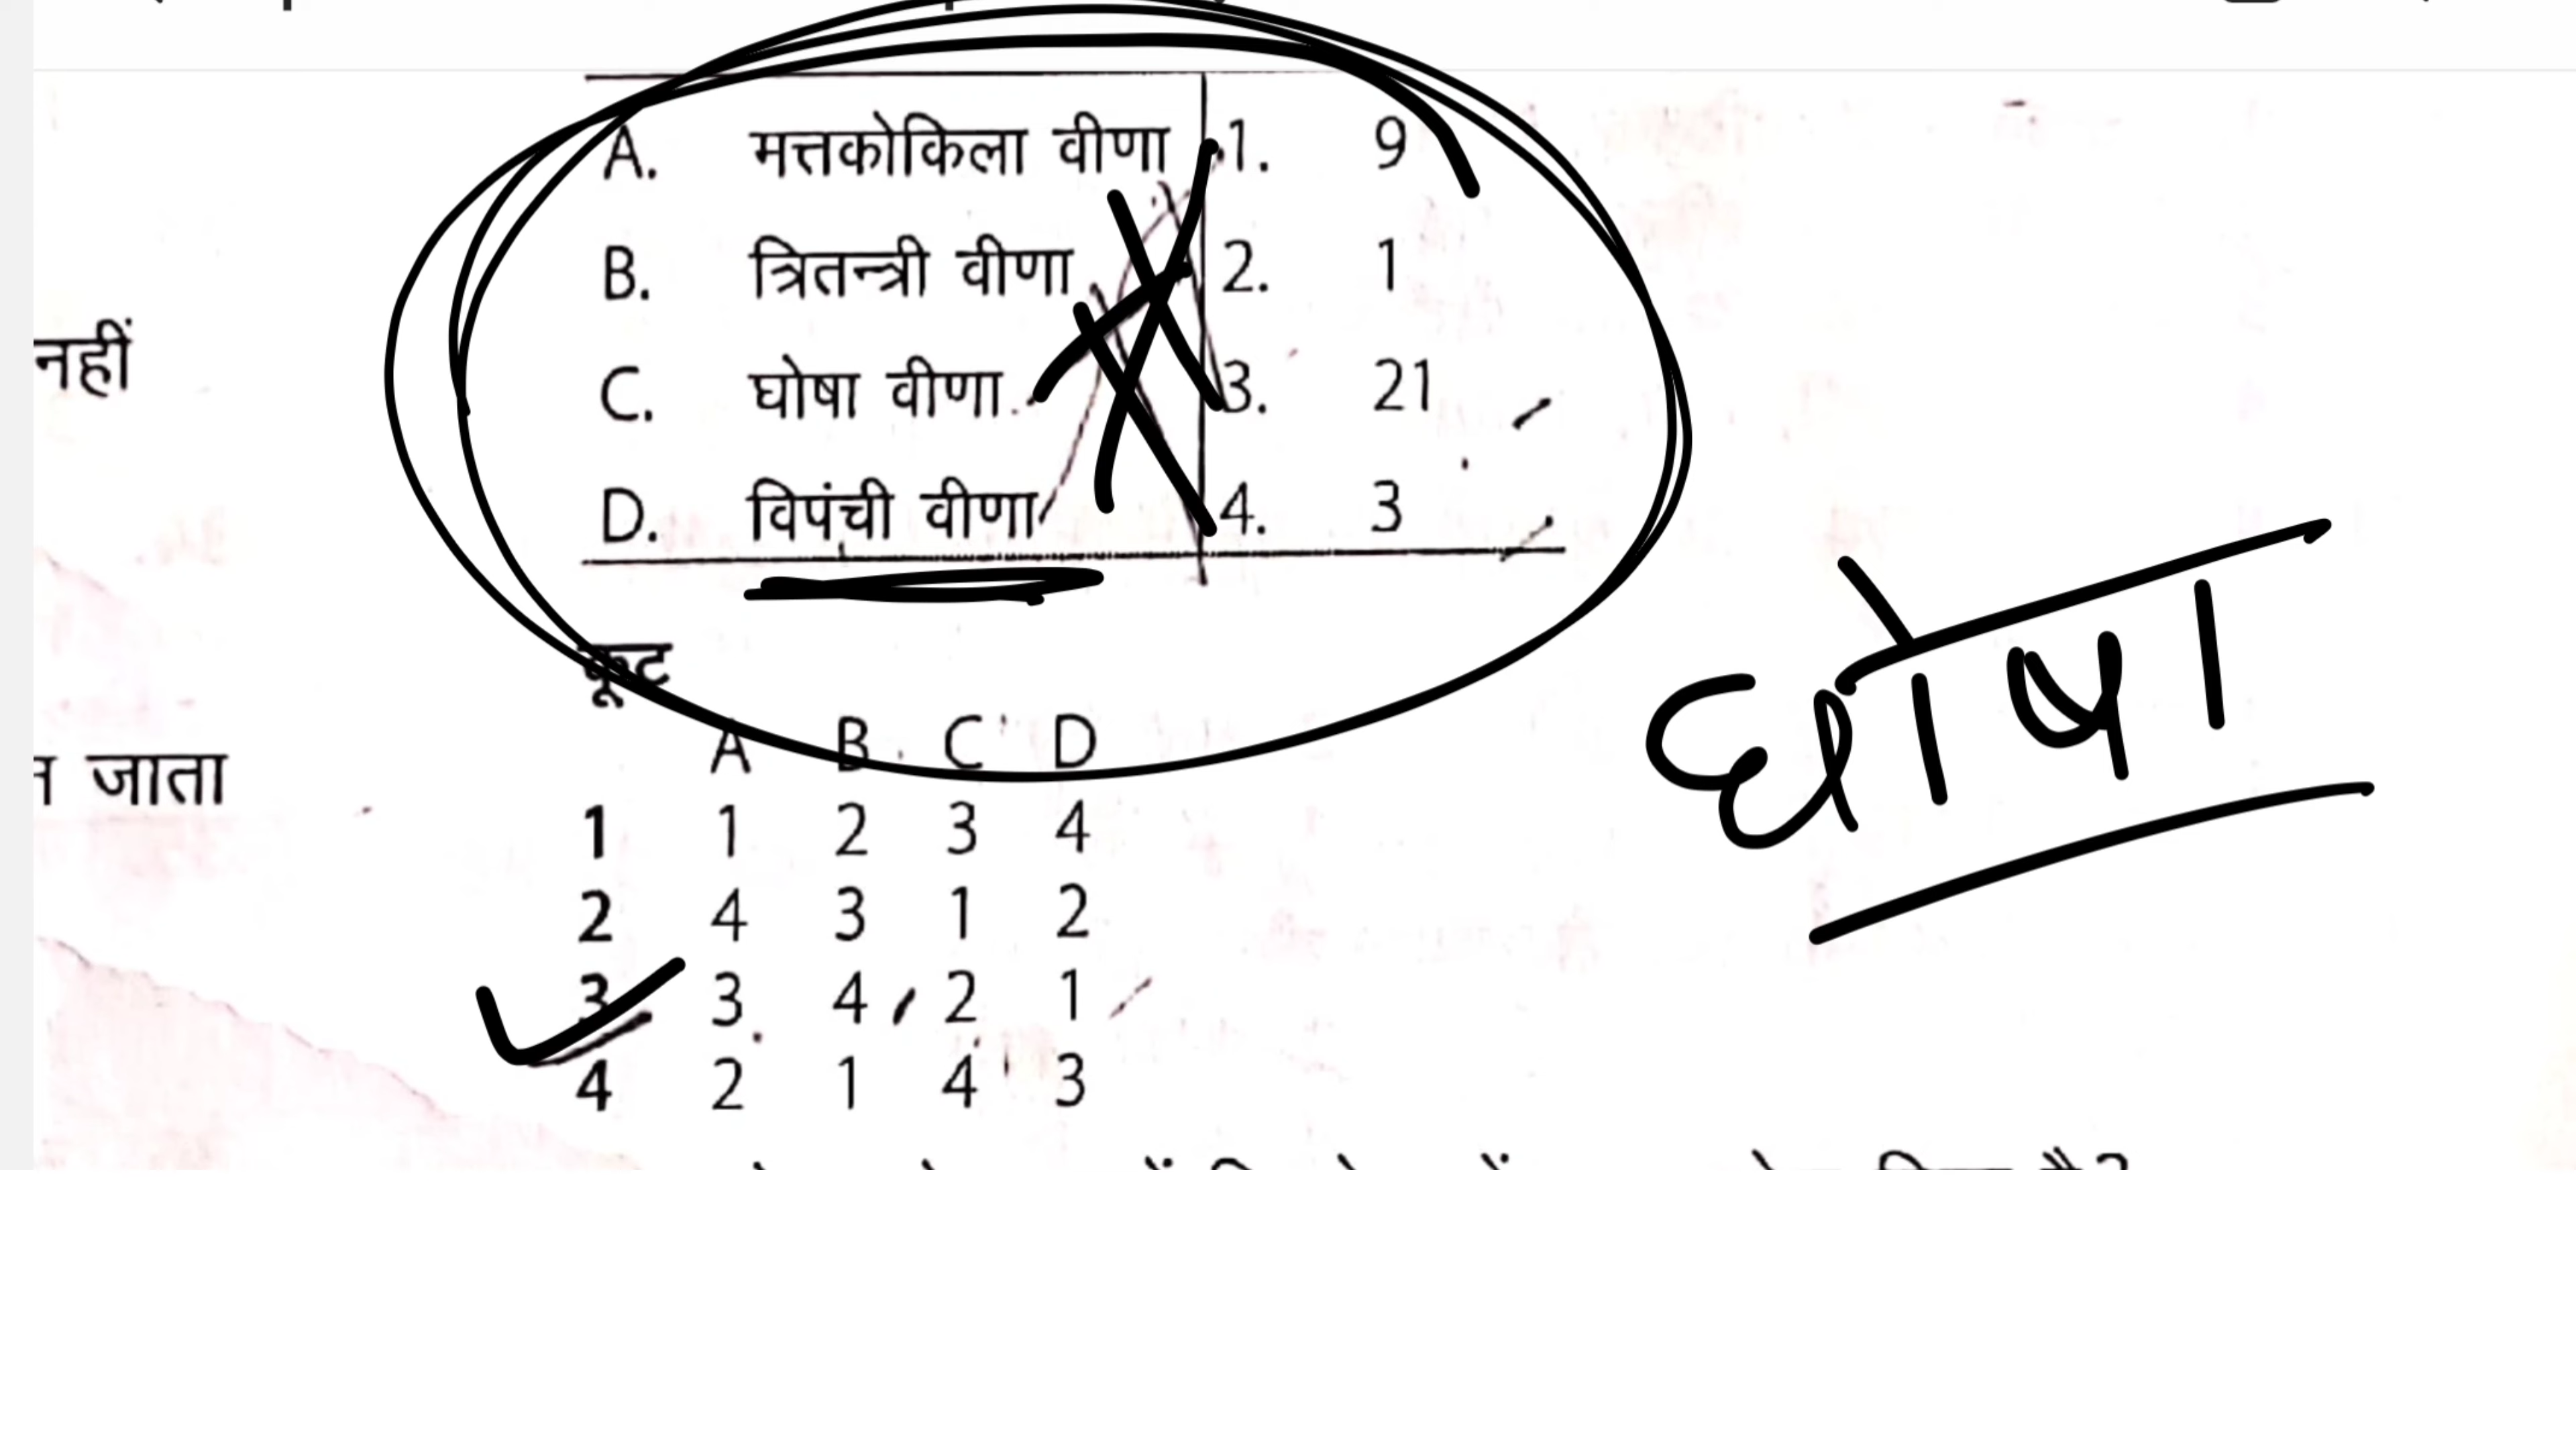 A. मत्तकोकिला वीणा 1. 9
B. त्रितन्त्री वीणा 2. 1
नहीं
C. घोषा वीणा 3. 21
D. विपंची वीणा 4. 3
घोषा
कूट
A B C D
जाता
1 1 2 3 4
2 4 3 1 2
3 3 4 2 1
4 2 1 4 3